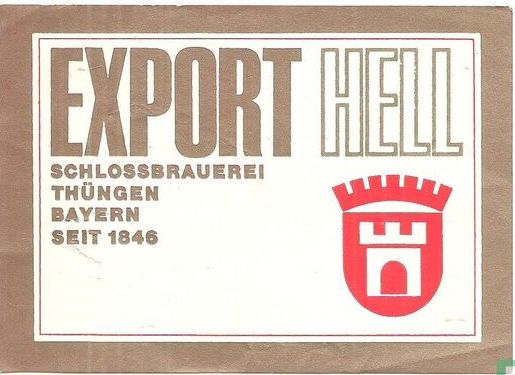 EXPORT HELL
SCHLOSSBRAUEREI
THÜNGEN
BAYERN
SEIT 1846